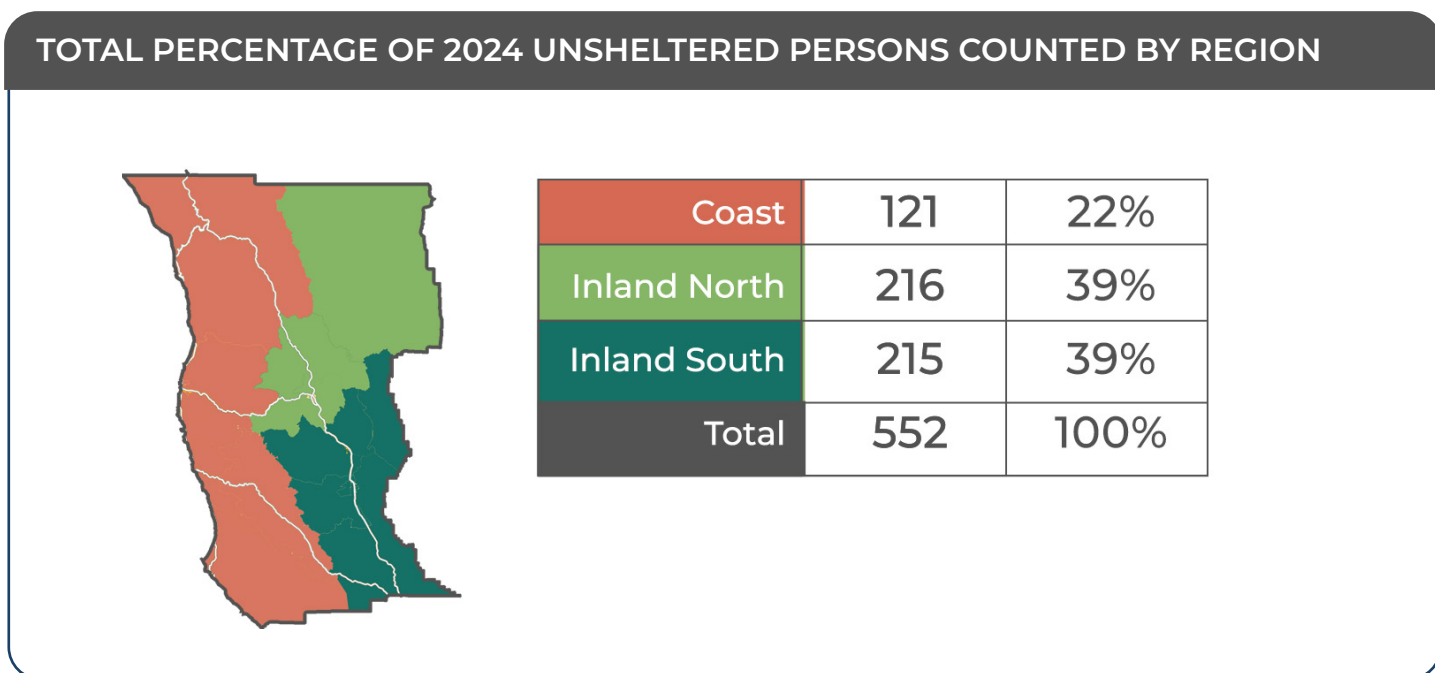 TOTAL PERCENTAGE OF 2024 UNSHELTERED PERSONS COUNTED BY REGION
Coast 121 22%
Inland North 216 39%
Inland South 215 39%
Total 552 100%